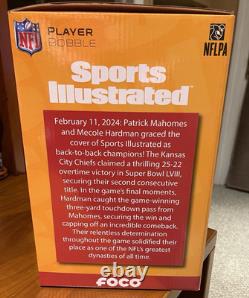 NFL
PLAYER
BOBBLE
NFLPA
Sports
Illustrated
February 11, 2024: Patrick Mahomes
and Mecole Hardman graced the
cover of Sports Illustrated as
back-to-back champions! The Kansas
City Chiefs claimed a thrilling 25-22
overtime victory in Super Bowl LVIII,
securing their second consecutive
title. In the game's final moments,
Hardman caught the game-winning
three-yard touchdown pass from
Mahomes, securing the win and
capping off an incredible comeback.
Their relentless determination
throughout the game solidified their
place as one of the NFL's greatest
dynasties of all time.
FOCO